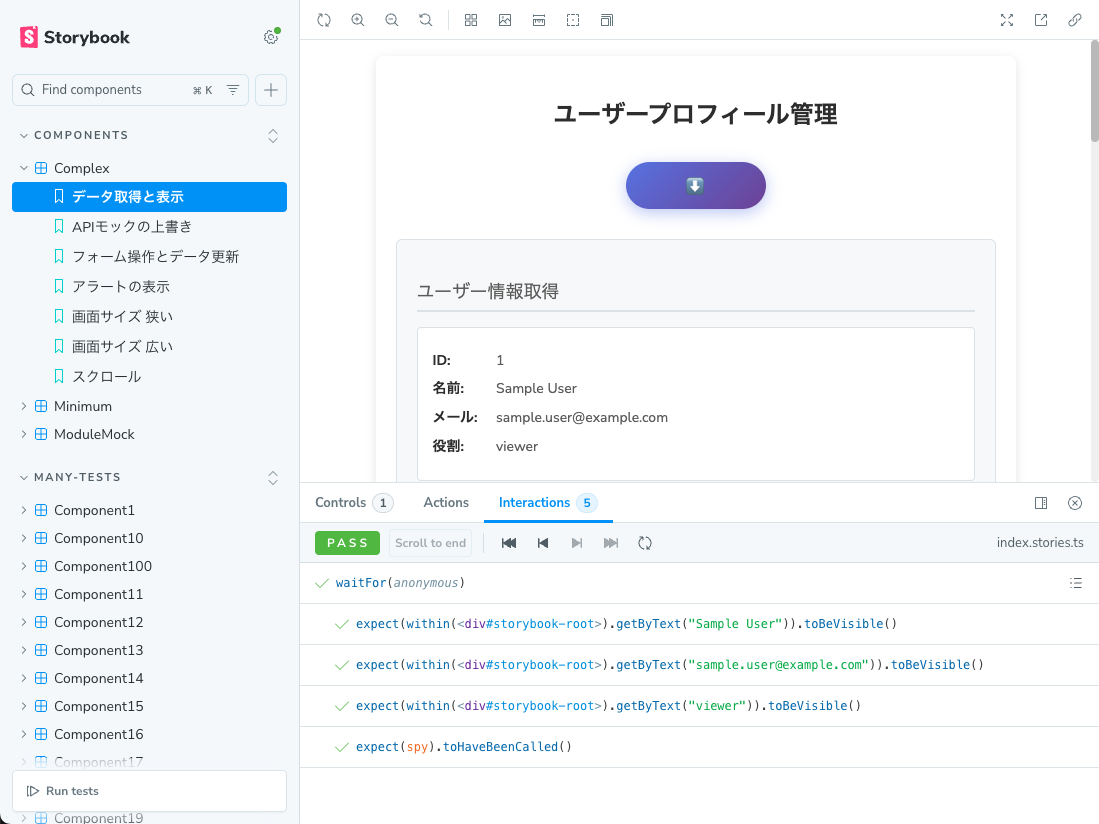 Storybook
Find components
⌘ K
COMPONENTS
Complex
データ取得と表示
APIモックの上書き
フォーム操作とデータ更新
アラートの表示
画面サイズ 狭い
画面サイズ 広い
スクロール
Minimum
ModuleMock
MANY-TESTS
Component1
Component10
Component100
Component11
Component12
Component13
Component14
Component15
Component16
Component17
Run tests
Component19
ユーザープロフィール管理
ユーザー情報取得
ID: 1
名前: Sample User
メール: sample.user@example.com
役割: viewer
Controls 1 Actions Interactions 5
PASS Scroll to end index.stories.ts
waitFor(anonymous)
expect(within(<div#storybook-root>).getByText("Sample User")).toBeVisible()
expect(within(<div#storybook-root>).getByText("sample.user@example.com")).toBeVisible()
expect(within(<div#storybook-root>).getByText("viewer")).toBeVisible()
expect(spy).toHaveBeenCalled()